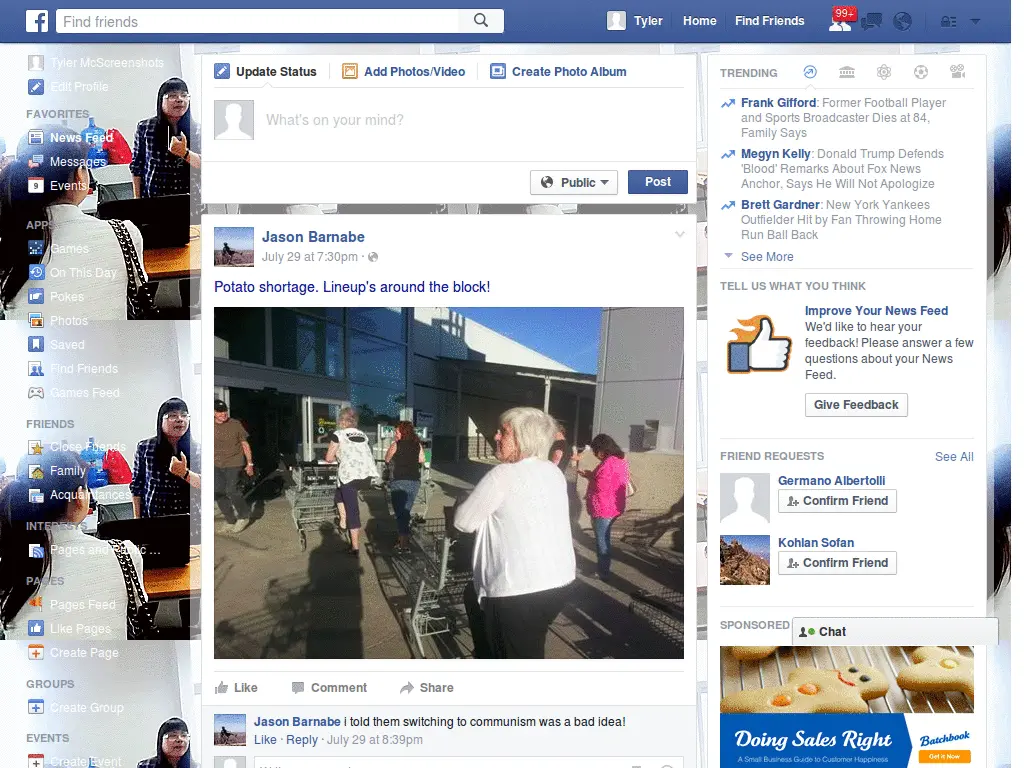 Find friends
Tyler
Home
Find Friends
99+
Tyler McScreenshots
Edit Profile
FAVORITES
News Feed
Messages
9
Events
APPS
Games
On This Day
Pokes
Photos
Saved
Find Friends
Games Feed
FRIENDS
Close Friends
Family
Acquaintances
INTERESTS
Pages and Public ...
PAGES
Pages Feed
Like Pages
Create Page
GROUPS
Create Group
EVENTS
Create Event
Update Status
Add Photos/Video
Create Photo Album
What's on your mind?
Public
Post
Jason Barnabe
July 29 at 7:30pm ·
Potato shortage. Lineup's around the block!
Like
Comment
Share
Jason Barnabe i told them switching to communism was a bad idea!
Like · Reply · July 29 at 8:39pm
TRENDING
Frank Gifford: Former Football Player
and Sports Broadcaster Dies at 84,
Family Says
Megyn Kelly: Donald Trump Defends
'Blood' Remarks About Fox News
Anchor, Says He Will Not Apologize
Brett Gardner: New York Yankees
Outfielder Hit by Fan Throwing Home
Run Ball Back
See More
TELL US WHAT YOU THINK
Improve Your News Feed
We'd like to hear your
feedback! Please answer a few
questions about your News
Feed.
Give Feedback
FRIEND REQUESTS
See All
Germano Albertolli
Confirm Friend
Kohlan Sofan
Confirm Friend
SPONSORED
Chat
Doing Sales Right
A Small Business Guide to Customer Happiness
Batchbook
Get it Now